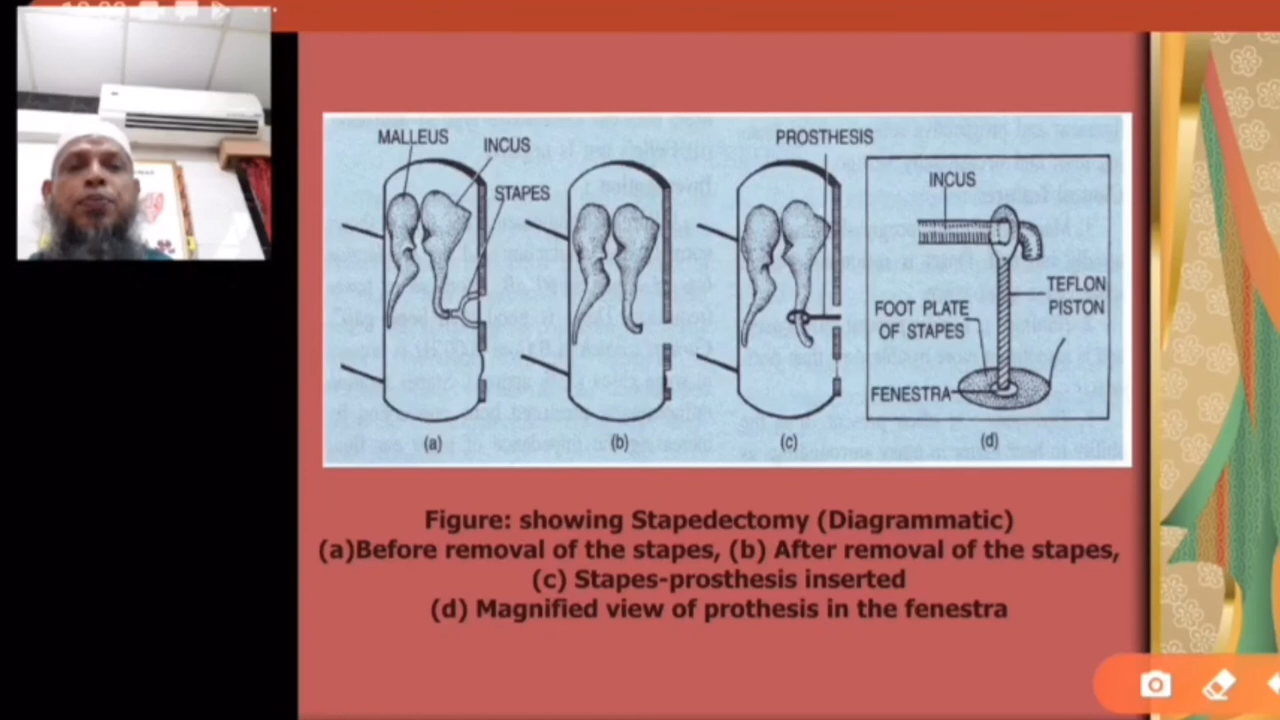 MALLEUS
INCUS
STAPES
PROSTHESIS
INCUS
TEFLON
PISTON
FOOT PLATE
OF STAPES
FENESTRA
(a)
(b)
(c)
(d)
Figure: showing Stapedectomy (Diagrammatic)
(a)Before removal of the stapes, (b) After removal of the stapes,
(c) Stapes-prosthesis inserted
(d) Magnified view of prothesis in the fenestra